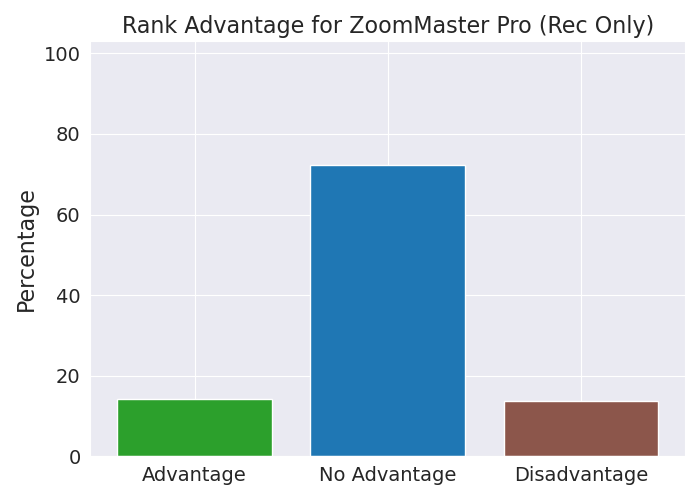 Rank Advantage for ZoomMaster Pro (Rec Only)
100
80
60
40
20
0
Percentage
Advantage
No Advantage
Disadvantage